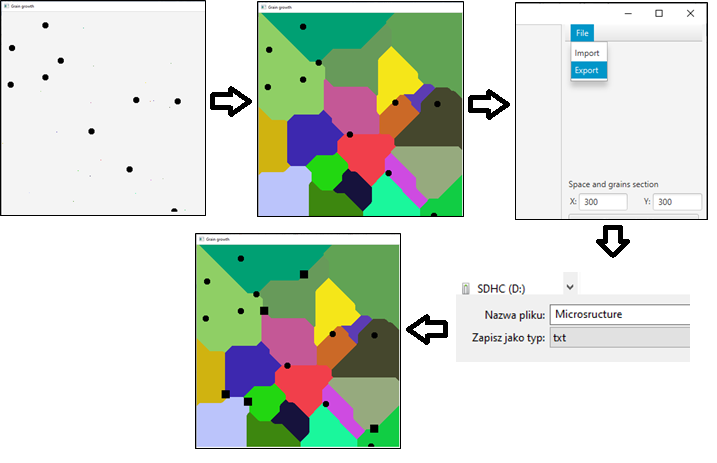 Grain growth
Grain growth
File
Import
Export
Space and grains section
X: 300 Y: 300
SDHC (D:)
Nazwa pliku: Microsructure
Zapisz jako typ: txt
Grain growth